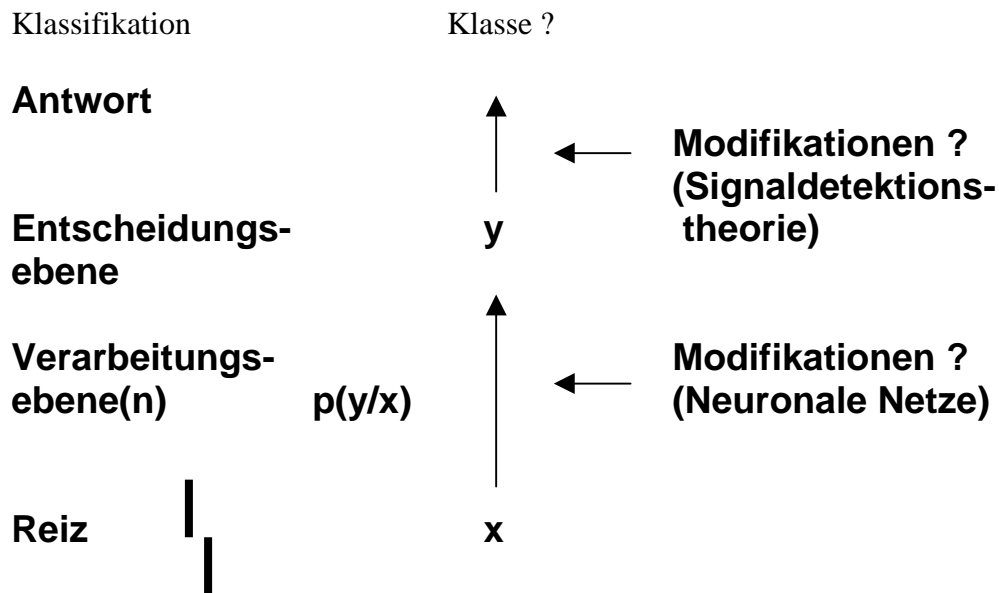 Klassifikation Klasse ?
Antwort
Modifikationen ?
(Signaldetektions-
theorie)
Entscheidungs-
ebene
y
Verarbeitungs-
ebene(n) p(y/x)
Modifikationen ?
(Neuronale Netze)
Reiz x